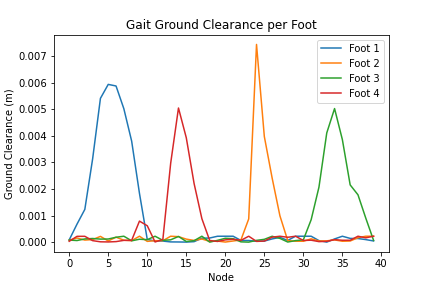 Gait Ground Clearance per Foot
Foot 1
Foot 2
Foot 3
Foot 4
Ground Clearance (m)
0.007
0.006
0.005
0.004
0.003
0.002
0.001
0.000
0 5 10 15 20 25 30 35 40
Node